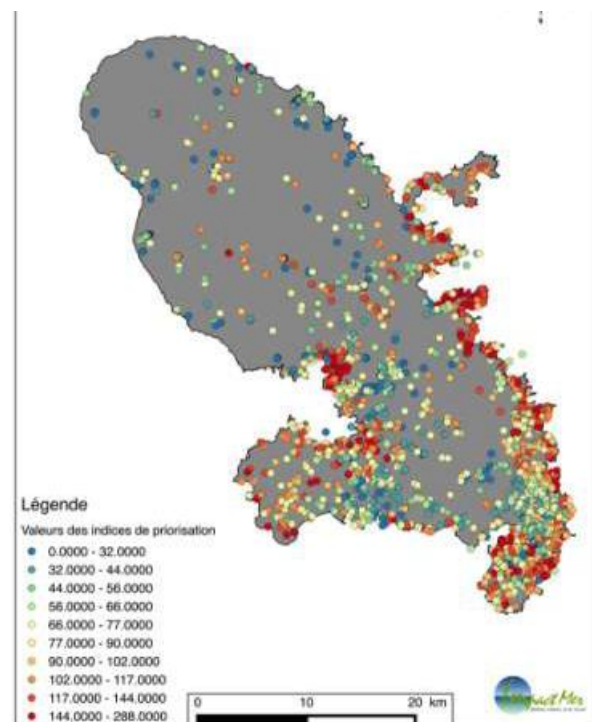 Légende
Valeurs des indices de priorisation
0.0000 - 32.0000
32.0000 - 44.0000
44.0000 - 56.0000
56.0000 - 66.0000
66.0000 - 77.0000
77.0000 - 90.0000
90.0000 - 102.0000
102.0000 - 117.0000
117.0000 - 144.0000
144.0000 - 288.0000
0 10 20 km
Impact Mer